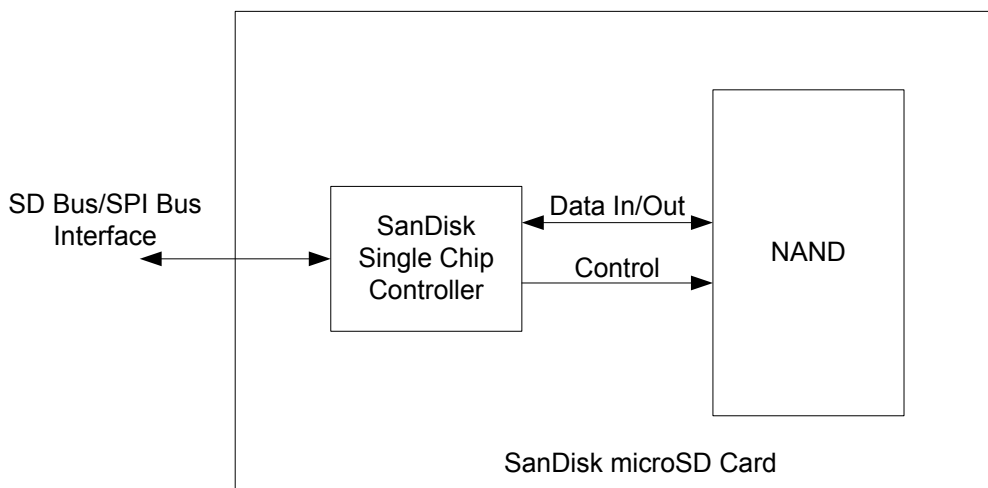 SD Bus/SPI Bus
Interface
SanDisk
Single Chip
Controller
Data In/Out
Control
NAND
SanDisk microSD Card